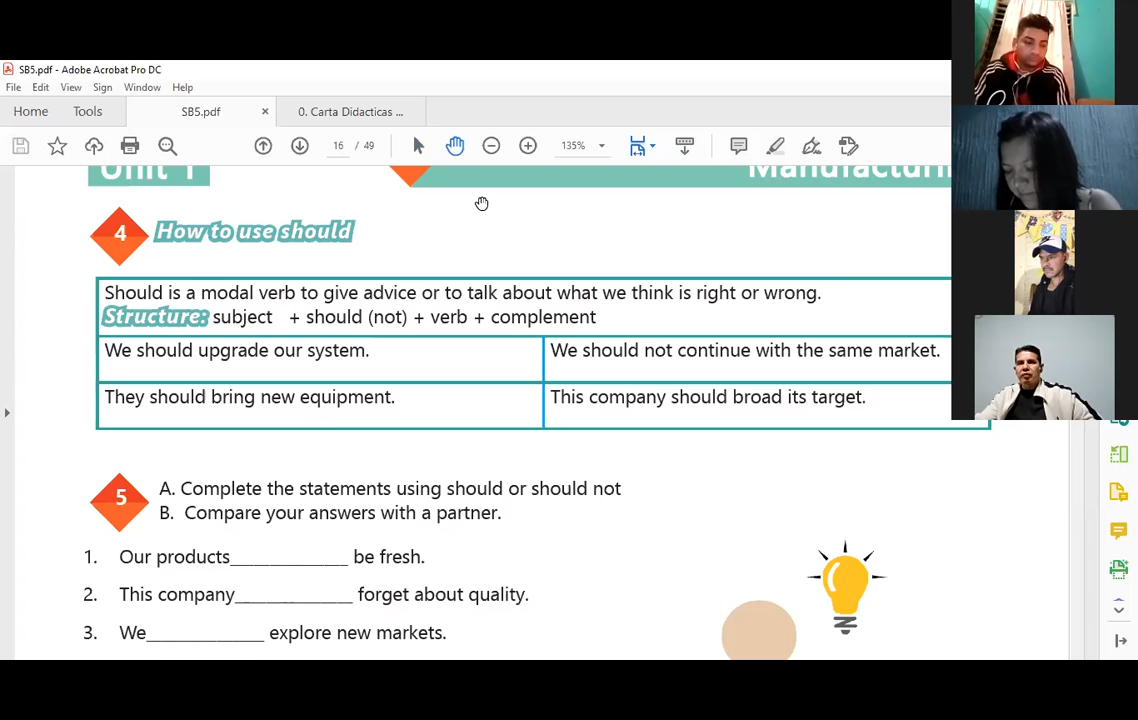 SB5.pdf - Adobe Acrobat Pro DC
File Edit View Sign Window Help
Home Tools SB5.pdf × 0. Carta Didacticas ...
16 / 49 135%
Unit 1
4 How to use should
Should is a modal verb to give advice or to talk about what we think is right or wrong.
Structure: subject + should (not) + verb + complement
We should upgrade our system. We should not continue with the same market.
They should bring new equipment. This company should broad its target.
5 A. Complete the statements using should or should not
B. Compare your answers with a partner.
1. Our products______________ be fresh.
2. This company______________ forget about quality.
3. We______________ explore new markets.